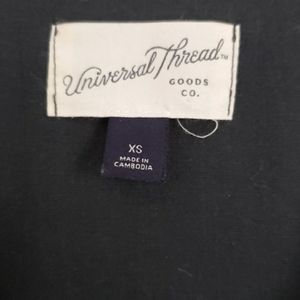 Universal Thread™
GOODS
CO.
XS
MADE IN
CAMBODIA